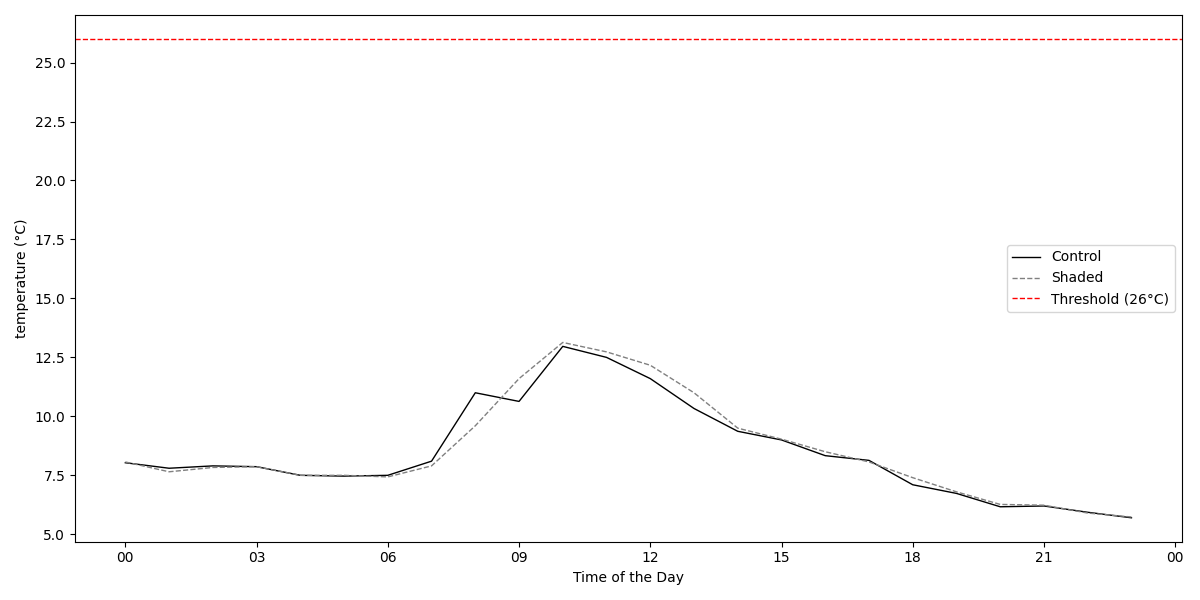 25.0
22.5
20.0
17.5
15.0
12.5
10.0
7.5
5.0
temperature (°C)
Control
Shaded
Threshold (26°C)
00 03 06 09 12 15 18 21 00
Time of the Day